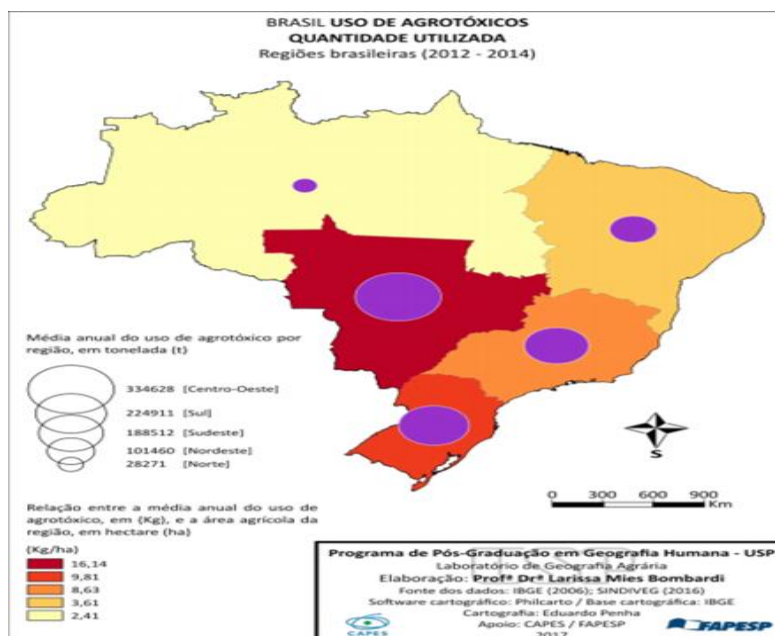 BRASIL USO DE AGROTÓXICOS
QUANTIDADE UTILIZADA
Regiões brasileiras (2012 - 2014)
Média anual do uso de agrotóxico por
região, em tonelada (t)
334628 [Centro-Oeste]
224911 [Sul]
188512 [Sudeste]
101460 [Nordeste]
28271 [Norte]
S
0 300 600 900
Km
Relação entre a média anual do uso de
agrotóxico, em (Kg), e a área agrícola da
região, em hectare (ha)
(Kg/ha)
16,14
9,81
8,63
3,61
2,41
Programa de Pós-Graduação em Geografia Humana - USP
Laboratório de Geografia Agrária
Elaboração: Profª Drª Larissa Mies Bombardi
Fonte dos dados: IBGE (2006); SINDIVEG (2016)
Software cartográfico: Philcarto / Base cartográfica: IBGE
Cartografia: Eduardo Penha
Apoio: CAPES / FAPESP
2017
CAPES
FAPESP